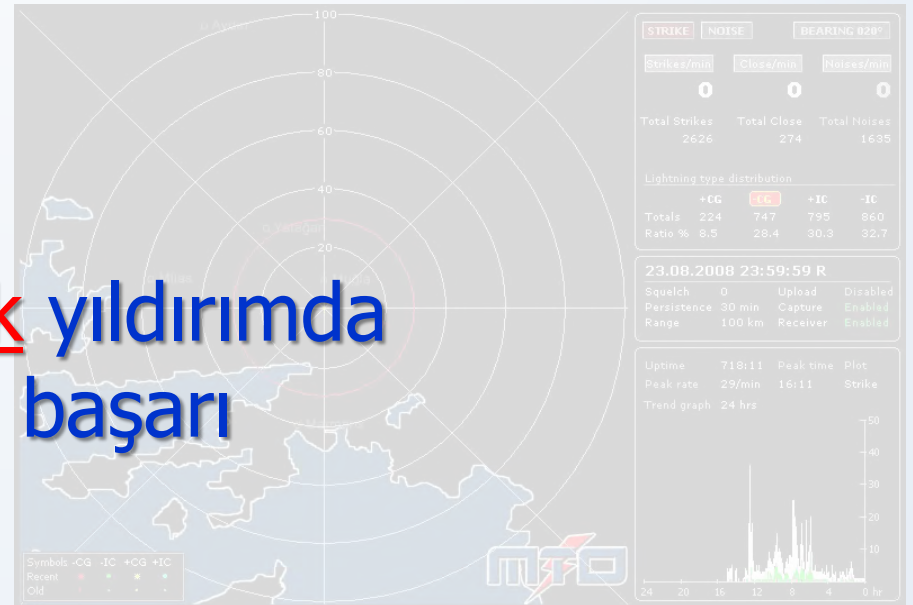 k yıldırımda
başarı
100
80
60
40
20
STRIKE NOISE BEARING 020°
Strikes/min Close/min Noises/min
0 0 0
Total Strikes Total Close Total Noises
2626 274 1635
Lightning type distribution
+CG -CG +IC -IC
Totals 224 747 795 860
Ratio % 8.5 28.4 30.3 32.7
23.08.2008 23:59:59 R
Squelch 0 Upload Disabled
Persistence 30 min Capture Enabled
Range 100 km Receiver Enabled
Uptime 718:11 Peak time Plot
Peak rate 29/min 16:11 Strike
Trend graph 24 hrs
50
40
30
20
10
24 20 16 12 8 4 0 hr
Symbols -CG -IC +CG +IC
Recent
Old